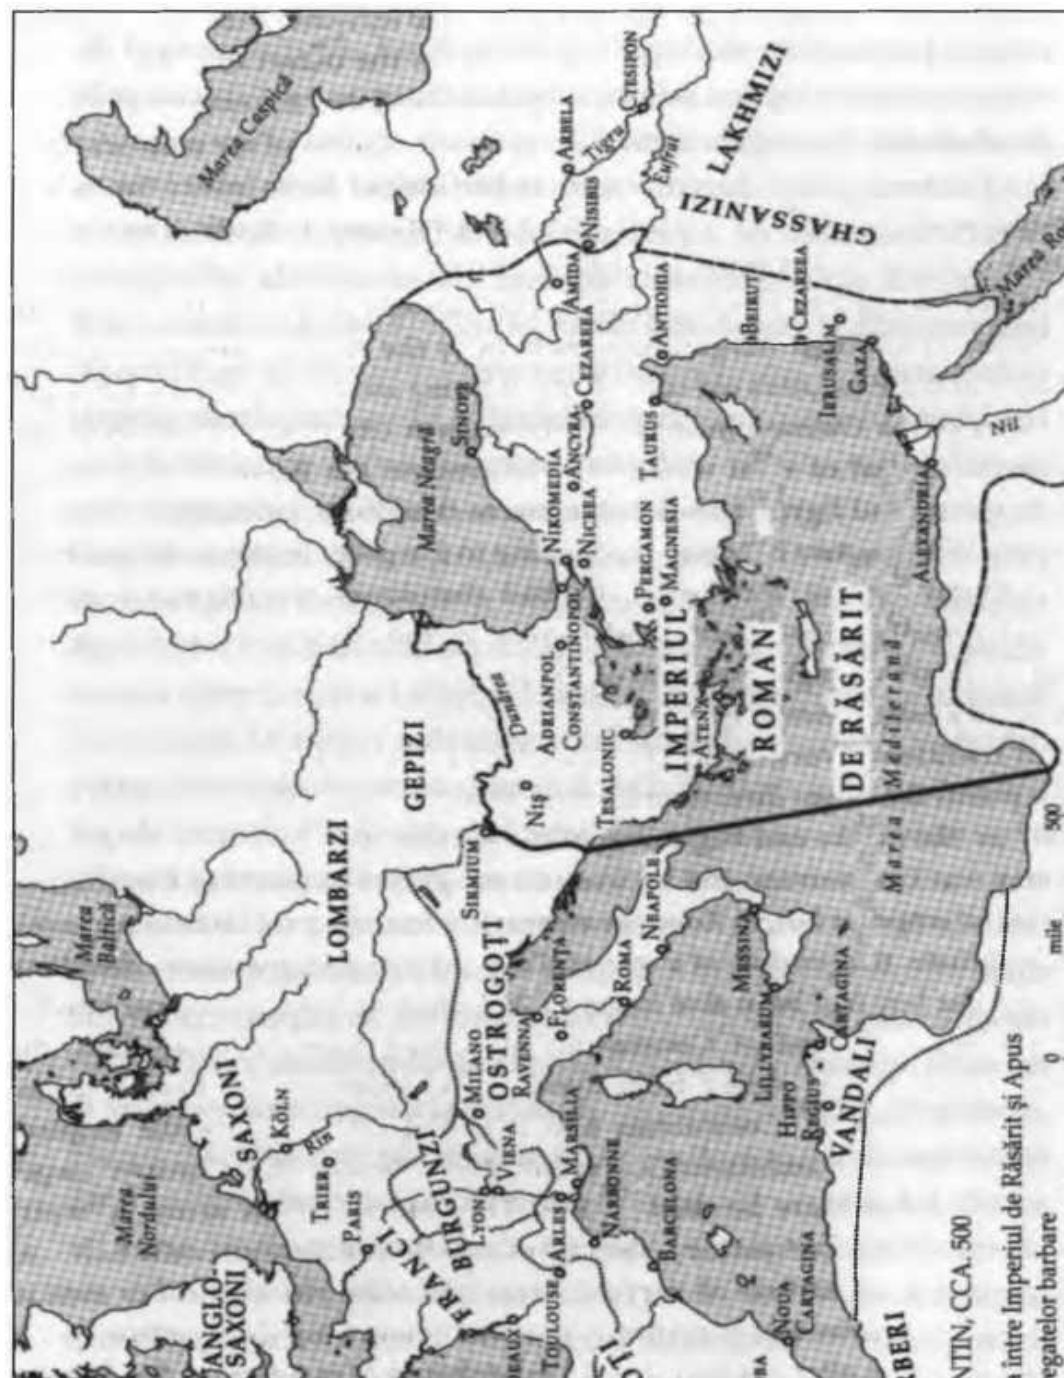 Marea Caspică
Marea Baltică
Marea Nordului
ANGLO-
SAXONI
SAXONI
KÖLN
Rin
TRIER
PARIS
FRANCI
BURGUNZI
LYON
VIENA
TOULOUSE
ARLES
MARSILIA
NARBONNE
BARCELONA
NOUA
CARTAGINA
LOMBARZI
GEPIZI
OSTROGOȚI
MILANO
RAVENNA
FLORENȚA
ROMA
NEAPOLE
MESSINA
LILLYBARUM
HIPPO
REGIUS
CARTAGINA
VANDALI
SIRMIUM
NIȘ
Dunărea
ADRIANPOL
CONSTANTINOPOL
TESALONIC
ATENA
Marea Neagră
SINOPE
NIKOMEDIA
NICEEA
ANCYRA
CEZAREEA
PERGAMON
MAGNESIA
TAURUS
ANTIOHIA
AMIDA
NISIBIS
ARBELA
Tigru
CTESIFON
Eufrat
LAKHMIZI
GHASSANIZI
BEIRUT
CEZAREEA
IERUSALIM
GAZA
ALEXANDRIA
Nil
IMPERIUL
ROMAN
DE RĂSĂRIT
Marea Mediterană
0 mile 500
NTIN, CCA. 500
între Imperiul de Răsărit și Apus
egatelor barbare